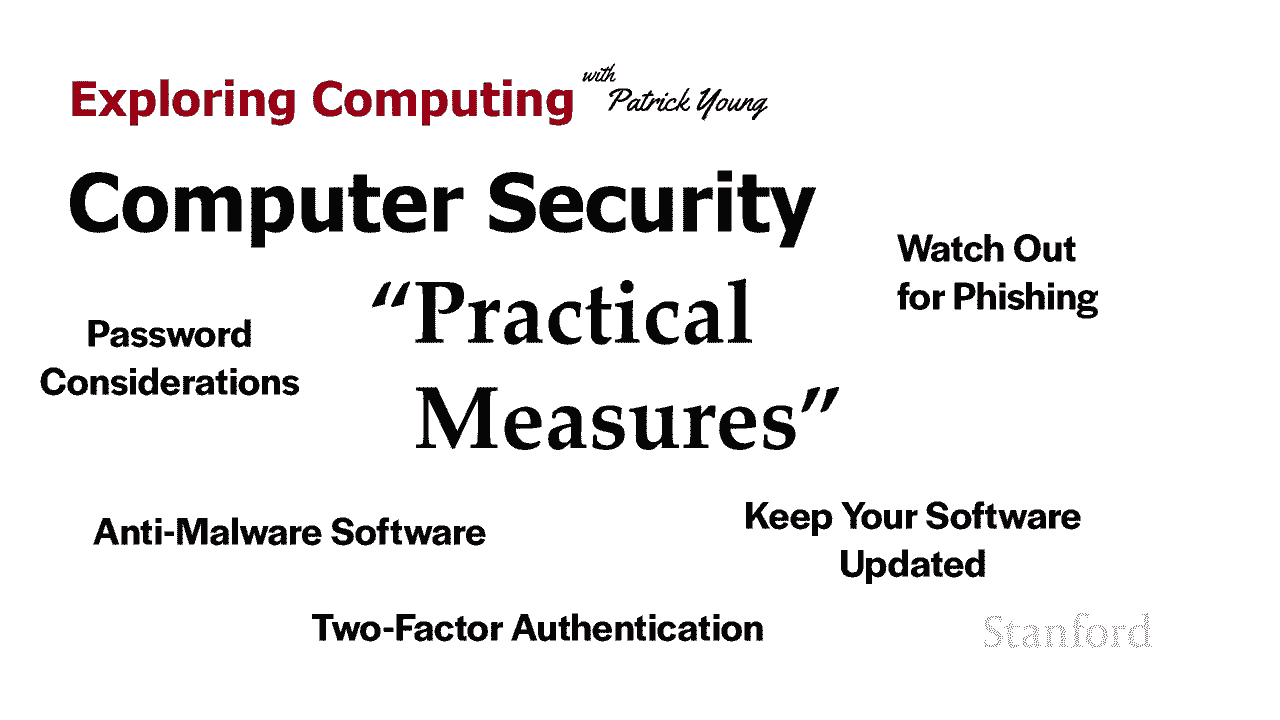 Exploring Computing
with
Patrick Young
Computer Security
“Practical
Measures”
Watch Out
for Phishing
Password
Considerations
Anti-Malware Software
Keep Your Software
Updated
Two-Factor Authentication
Stanford